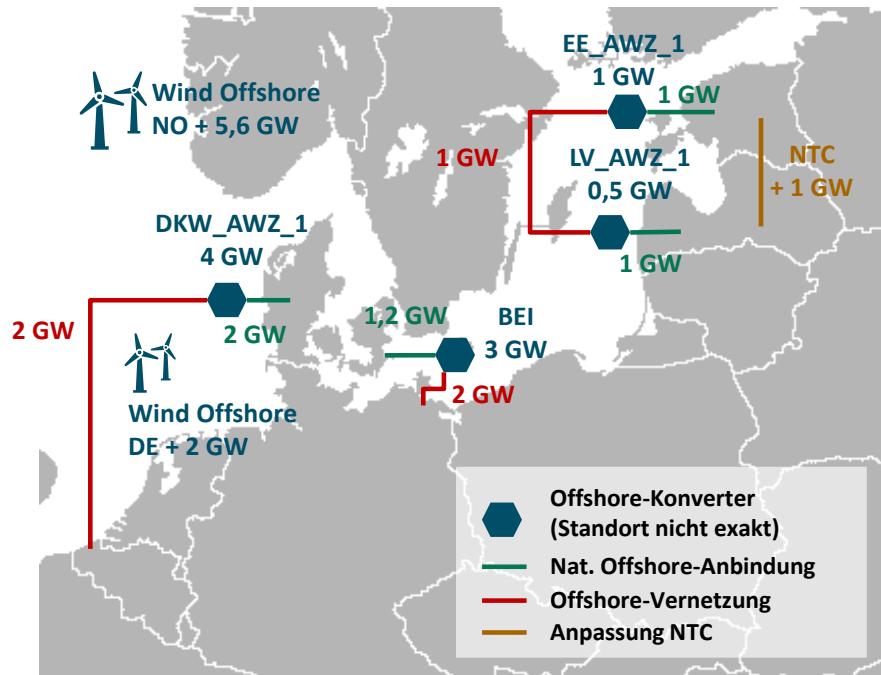 EE_AWZ_1
1 GW
1 GW
Wind Offshore
NO + 5,6 GW
1 GW
LV_AWZ_1
0,5 GW
NTC
+ 1 GW
1 GW
DKW_AWZ_1
4 GW
2 GW
2 GW
1,2 GW
BEI
3 GW
2 GW
Wind Offshore
DE + 2 GW
Offshore-Konverter
(Standort nicht exakt)
Nat. Offshore-Anbindung
Offshore-Vernetzung
Anpassung NTC